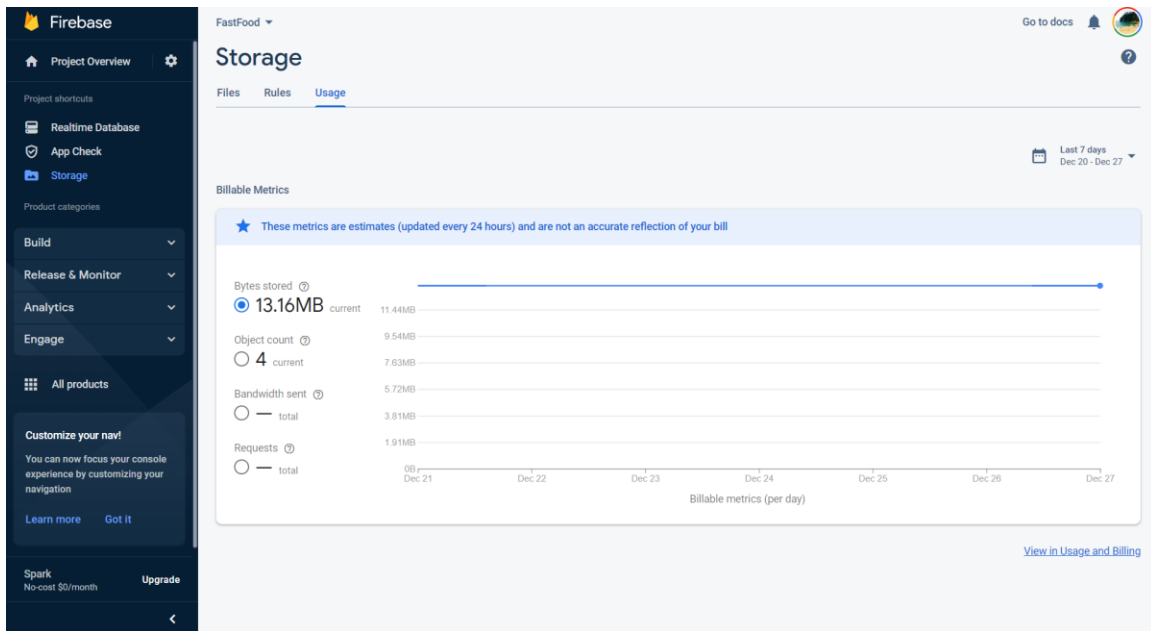 Firebase
Project Overview
Project shortcuts
Realtime Database
App Check
Storage
Product categories
Build
Release & Monitor
Analytics
Engage
All products
Customize your nav!
You can now focus your console
experience by customizing your
navigation
Learn more Got it
Spark
No-cost $0/month
Upgrade
FastFood
Go to docs
Storage
Files Rules Usage
Last 7 days
Dec 20 - Dec 27
Billable Metrics
These metrics are estimates (updated every 24 hours) and are not an accurate reflection of your bill
Bytes stored
13.16MB current
Object count
4 current
Bandwidth sent
— total
Requests
— total
11.44MB
9.54MB
7.63MB
5.72MB
3.81MB
1.91MB
0B
Dec 21 Dec 22 Dec 23 Dec 24 Dec 25 Dec 26 Dec 27
Billable metrics (per day)
View in Usage and Billing